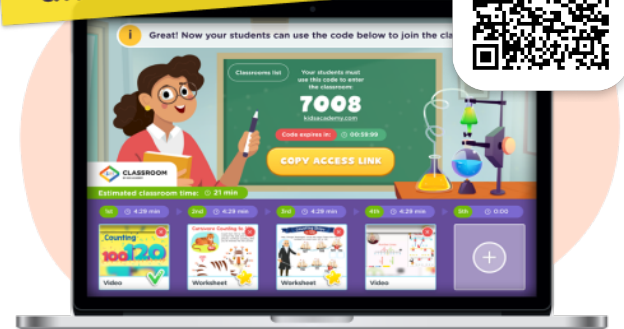 i
Great! Now your students can use the code below to join the cla
Classrooms list
Your students must
use this code to enter
the classroom:
7008
kidsacademy.com
Code expires in:
00:59:99
COPY ACCESS LINK
CLASSROOM
Estimated classroom time: 21 min
1st 4.29 min
2nd 4.29 min
3rd 4.29 min
4th 4.29 min
5th 0:00
Counting
100 120
Video
Worksheet
Worksheet
Video